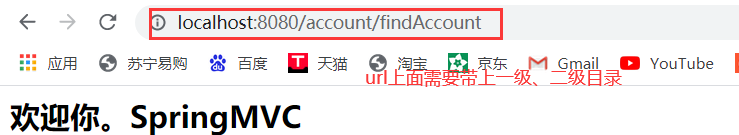 localhost:8080/account/findAccount
应用 苏宁易购 百度 天猫 淘宝 京东 Gmail YouTube
url上面需要带上一级、二级目录
欢迎你。SpringMVC